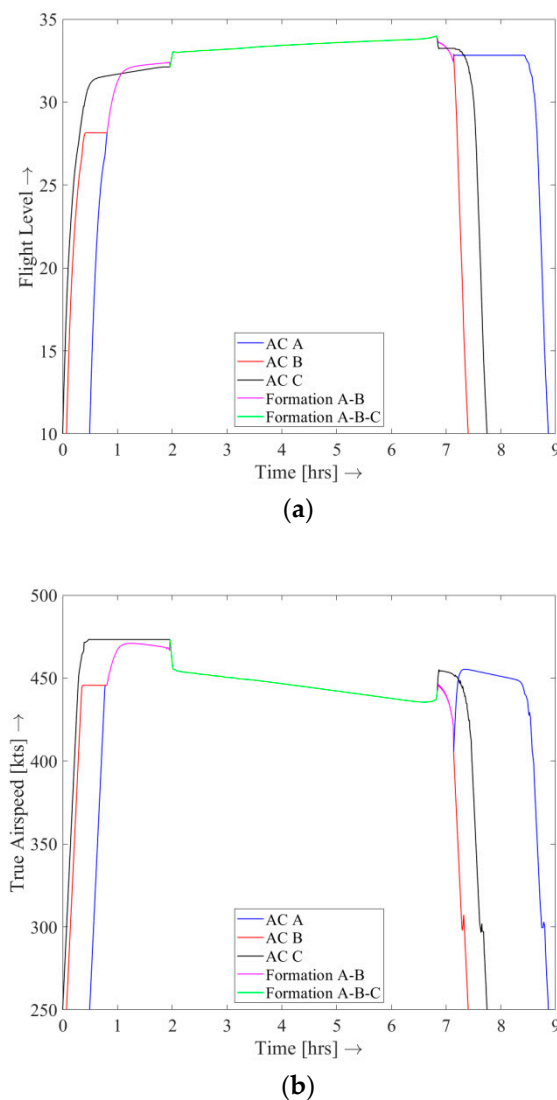 35
30
25
20
15
10
Flight Level →
0 1 2 3 4 5 6 7 8 9
Time [hrs] →
AC A
AC B
AC C
Formation A-B
Formation A-B-C
(a)
500
450
400
350
300
250
True Airspeed [kts] →
0 1 2 3 4 5 6 7 8 9
Time [hrs] →
AC A
AC B
AC C
Formation A-B
Formation A-B-C
(b)